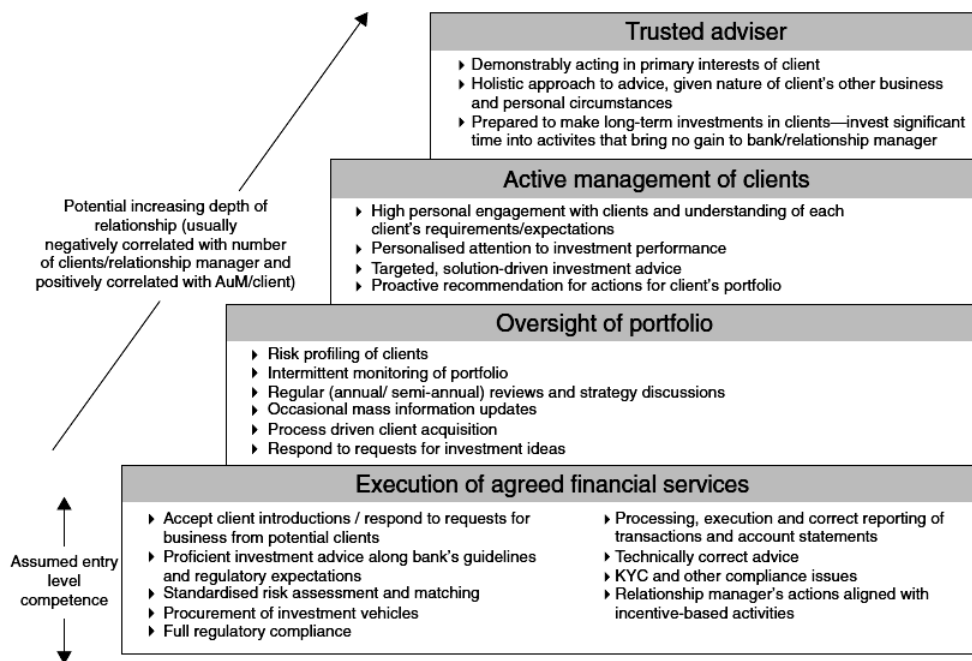 Trusted adviser
Demonstrably acting in primary interests of client
Holistic approach to advice, given nature of client's other business
and personal circumstances
Prepared to make long-term investments in clients—invest significant
time into activites that bring no gain to bank/relationship manager
Active management of clients
High personal engagement with clients and understanding of each
client's requirements/expectations
Personalised attention to investment performance
Targeted, solution-driven investment advice
Proactive recommendation for actions for client's portfolio
Potential increasing depth of
relationship (usually
negatively correlated with number
of clients/relationship manager and
positively correlated with AuM/client)
Oversight of portfolio
Risk profiling of clients
Intermittent monitoring of portfolio
Regular (annual/ semi-annual) reviews and strategy discussions
Occasional mass information updates
Process driven client acquisition
Respond to requests for investment ideas
Execution of agreed financial services
Accept client introductions / respond to requests for
business from potential clients
Proficient investment advice along bank's guidelines
and regulatory expectations
Standardised risk assessment and matching
Procurement of investment vehicles
Full regulatory compliance
Processing, execution and correct reporting of
transactions and account statements
Technically correct advice
KYC and other compliance issues
Relationship manager's actions aligned with
incentive-based activities
Assumed entry
level
competence